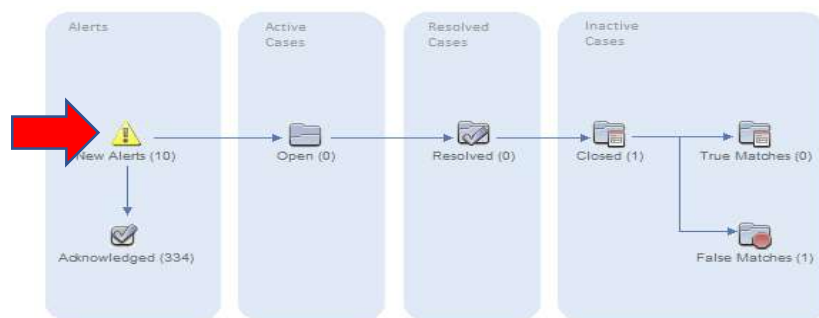 Alerts
Active
Cases
Resolved
Cases
Inactive
Cases
New Alerts (10)
Open (0)
Resolved (0)
Closed (1)
True Matches (0)
Acknowledged (334)
False Matches (1)